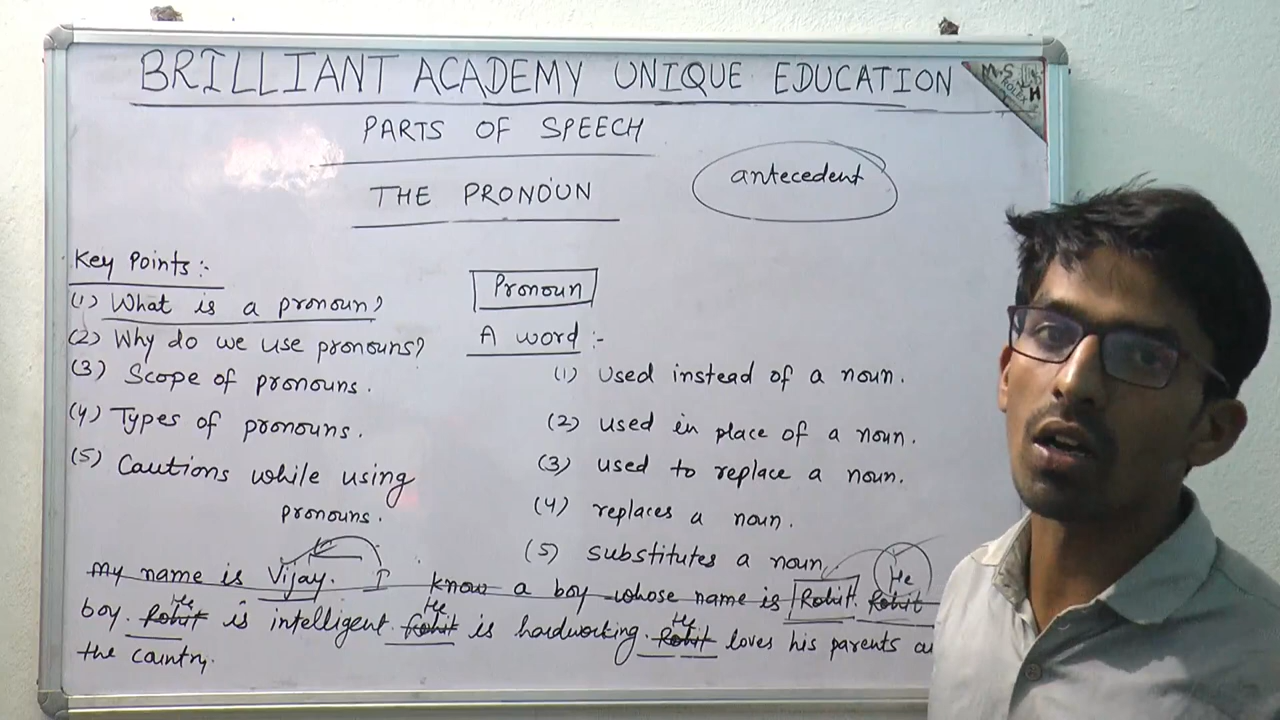 BRILLIANT ACADEMY UNIQUE EDUCATION
M.S
ROLEX
H
PARTS OF SPEECH
THE PRONOUN
antecedent
Key Points:-
(1) What is a pronoun?
(2) Why do we use pronouns?
(3) Scope of pronouns.
(4) Types of pronouns.
(5) Cautions while using
pronouns.
Pronoun
A word :-
(1) used instead of a noun.
(2) used in place of a noun.
(3) used to replace a noun.
(4) replaces a noun.
(5) substitutes a noun
He
My name is Vijay. I know a boy whose name is Rohit. Rohit
He He He
boy. Rohit is intelligent. Rohit is hardworking. Rohit loves his parents
the country.